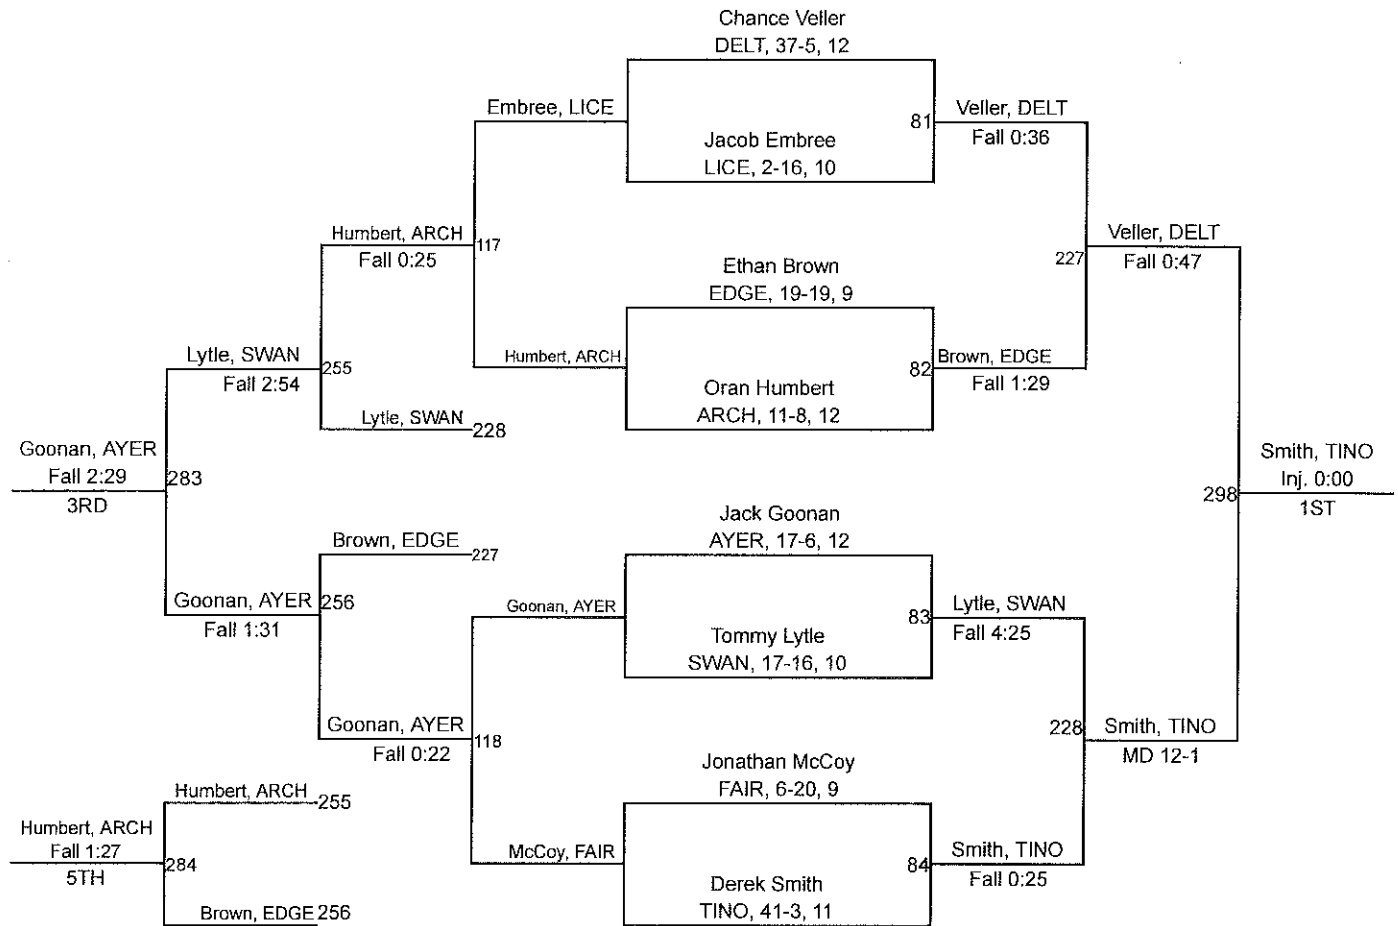 Chance Veller
DELT, 37-5, 12
Embree, LICE
81
Veller, DELT
Fall 0:36
Jacob Embree
LICE, 2-16, 10
Humbert, ARCH
Fall 0:25
117
Veller, DELT
Fall 0:47
227
Ethan Brown
EDGE, 19-19, 9
Lytle, SWAN
Fall 2:54
255
Humbert, ARCH
82
Brown, EDGE
Fall 1:29
Oran Humbert
ARCH, 11-8, 12
Lytle, SWAN
228
Goonan, AYER
Fall 2:29
3RD
283
Smith, TINO
Inj. 0:00
1ST
298
Jack Goonan
AYER, 17-6, 12
Brown, EDGE
227
Goonan, AYER
Fall 1:31
256
Goonan, AYER
83
Lytle, SWAN
Fall 4:25
Tommy Lytle
SWAN, 17-16, 10
Goonan, AYER
Fall 0:22
118
228
Smith, TINO
MD 12-1
Jonathan McCoy
FAIR, 6-20, 9
Humbert, ARCH
255
Humbert, ARCH
Fall 1:27
5TH
284
McCoy, FAIR
84
Smith, TINO
Fall 0:25
Derek Smith
TINO, 41-3, 11
Brown, EDGE
256